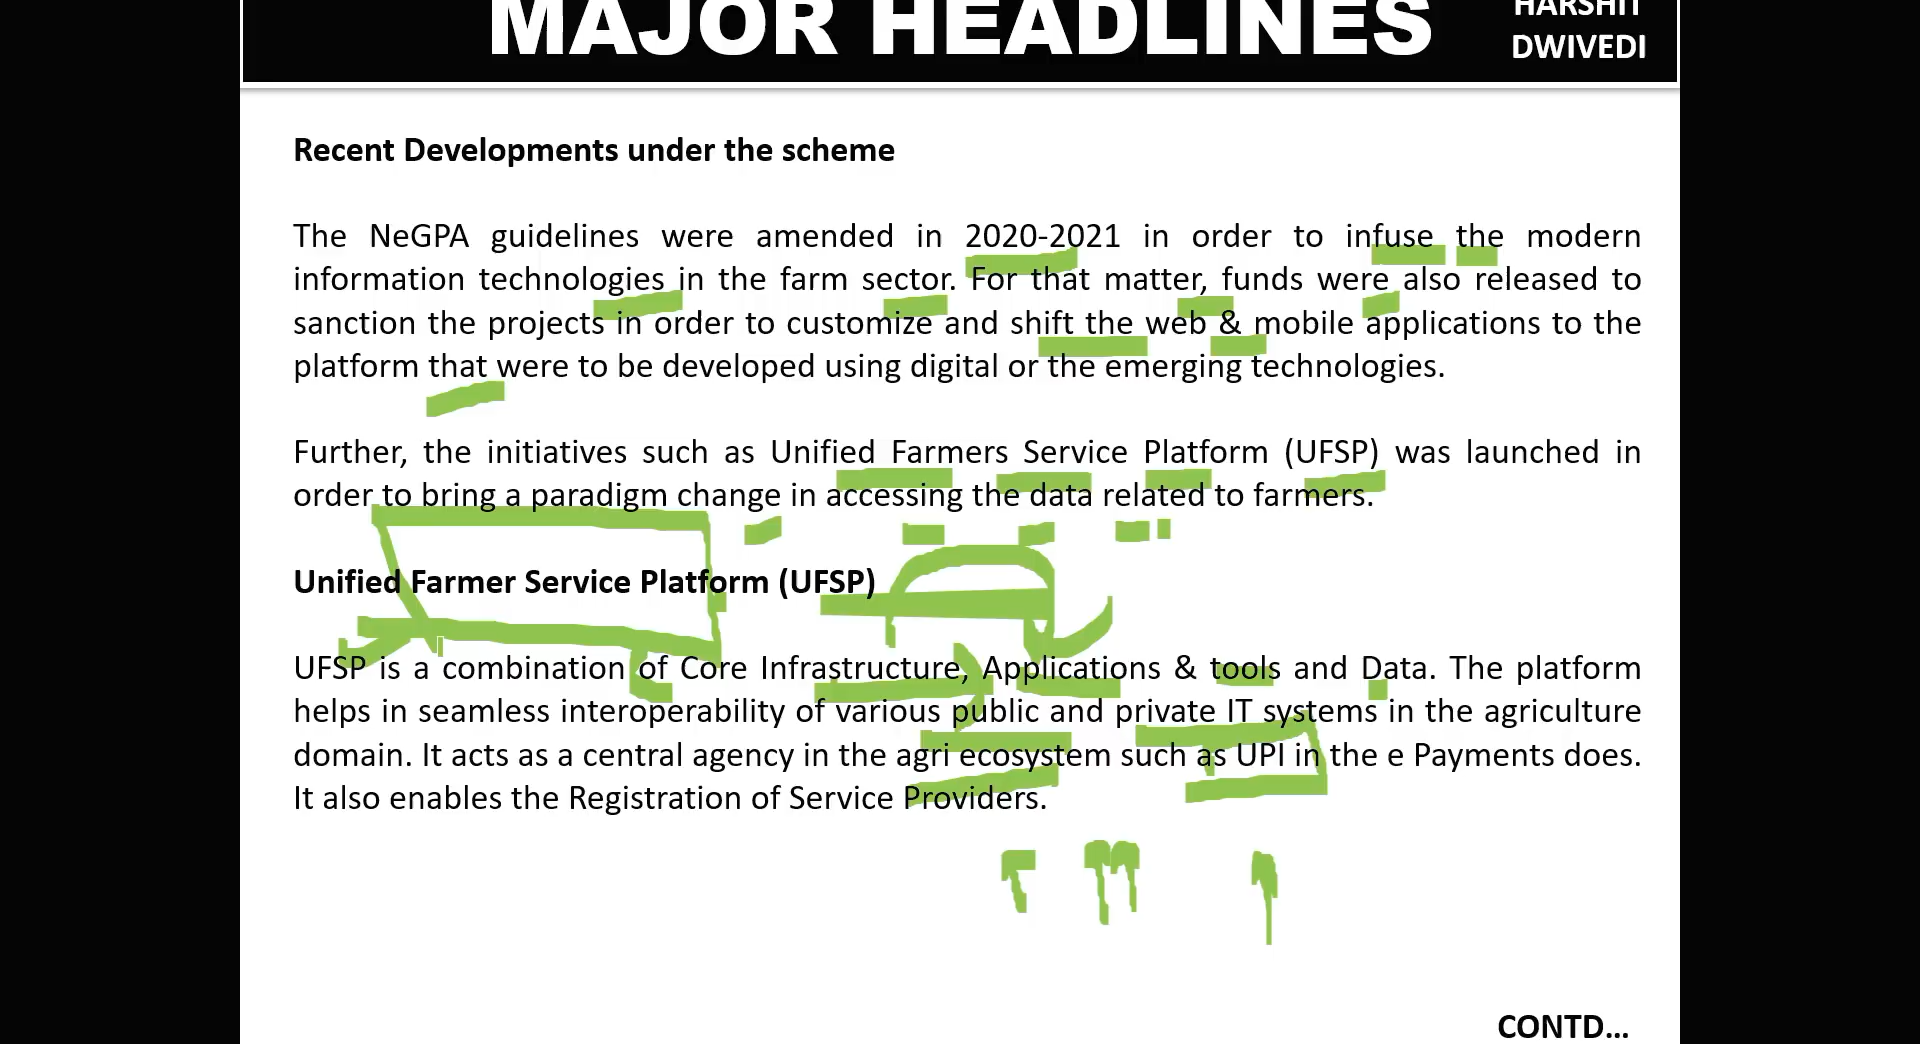 MAJOR HEADLINES
HARSHIT
DWIVEDI
Recent Developments under the scheme
The NeGPA guidelines were amended in 2020-2021 in order to infuse the modern
information technologies in the farm sector. For that matter, funds were also released to
sanction the projects in order to customize and shift the web & mobile applications to the
platform that were to be developed using digital or the emerging technologies.
Further, the initiatives such as Unified Farmers Service Platform (UFSP) was launched in
order to bring a paradigm change in accessing the data related to farmers.
Unified Farmer Service Platform (UFSP)
UFSP is a combination of Core Infrastructure, Applications & tools and Data. The platform
helps in seamless interoperability of various public and private IT systems in the agriculture
domain. It acts as a central agency in the agri ecosystem such as UPI in the e Payments does.
It also enables the Registration of Service Providers.
CONTD...